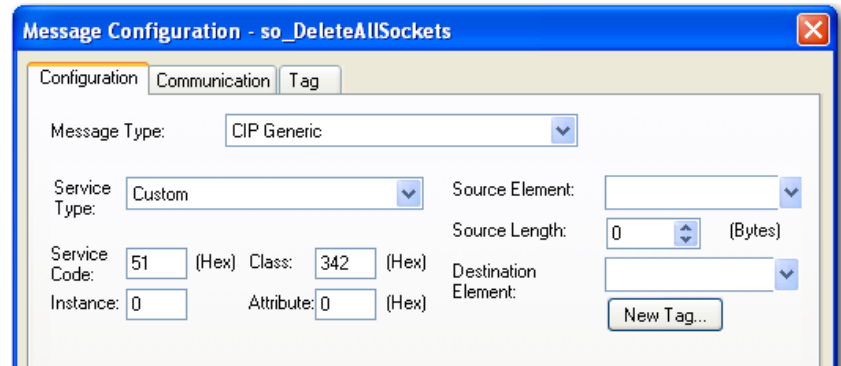 Message Configuration - so_DeleteAllSockets
Configuration Communication Tag
Message Type: CIP Generic
Service Type: Custom
Source Element:
Source Length: 0 (Bytes)
Service Code: 51 (Hex) Class: 342 (Hex)
Destination Element:
Instance: 0 Attribute: 0 (Hex)
New Tag...